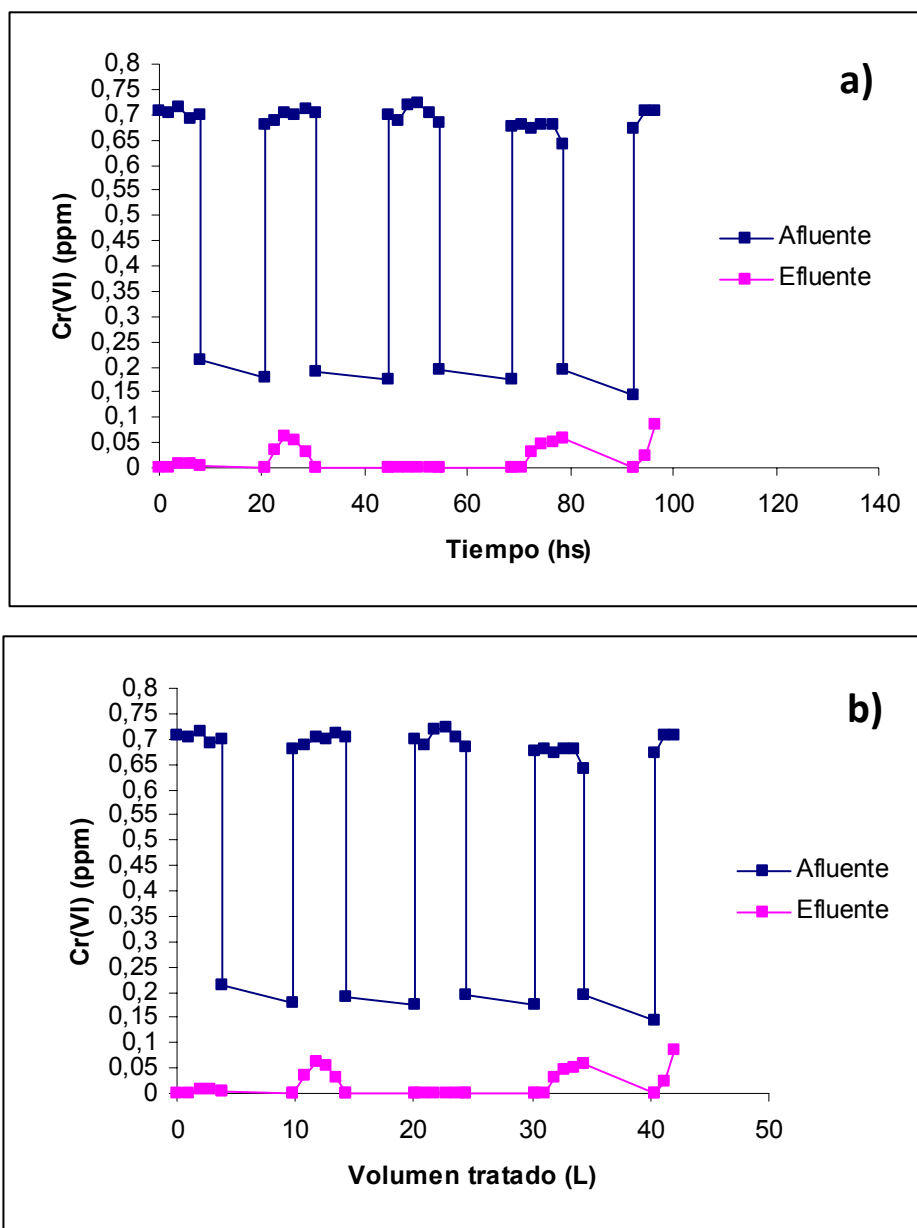 a)
0,8
0,75
0,7
0,65
0,6
0,55
0,5
0,45
0,4
0,35
0,3
0,25
0,2
0,15
0,1
0,05
0
Cr(VI) (ppm)
Afluente
Efluente
0 20 40 60 80 100 120 140
Tiempo (hs)
b)
0,8
0,75
0,7
0,65
0,6
0,55
0,5
0,45
0,4
0,35
0,3
0,25
0,2
0,15
0,1
0,05
0
Cr(VI) (ppm)
Afluente
Efluente
0 10 20 30 40 50
Volumen tratado (L)